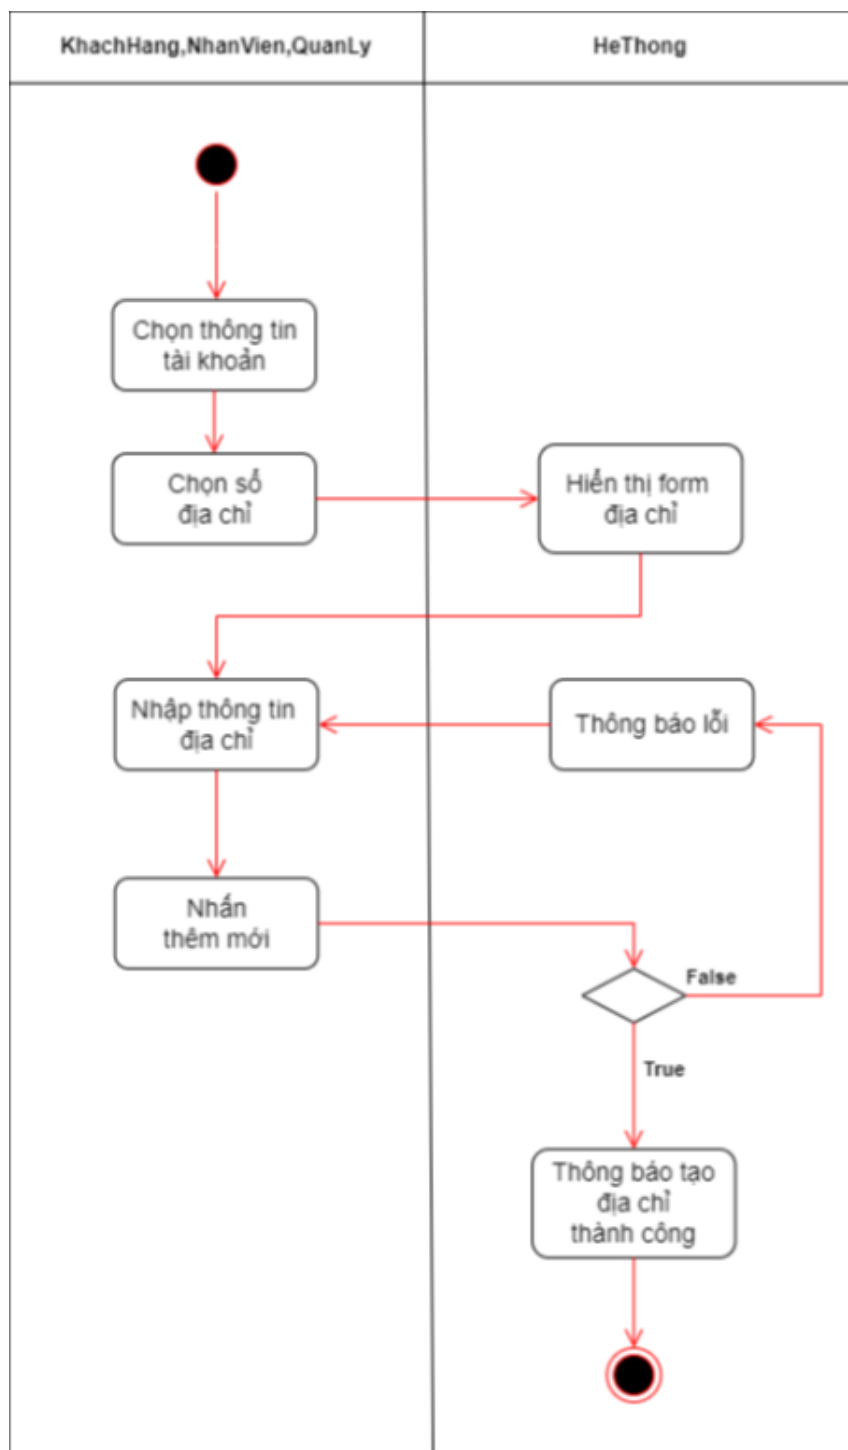 KhachHang,NhanVien,QuanLy
HeThong
Chọn thông tin
tài khoản
Chọn số
địa chỉ
Hiển thị form
địa chỉ
Nhập thông tin
địa chỉ
Thông báo lỗi
Nhấn
thêm mới
False
True
Thông báo tạo
địa chỉ
thành công